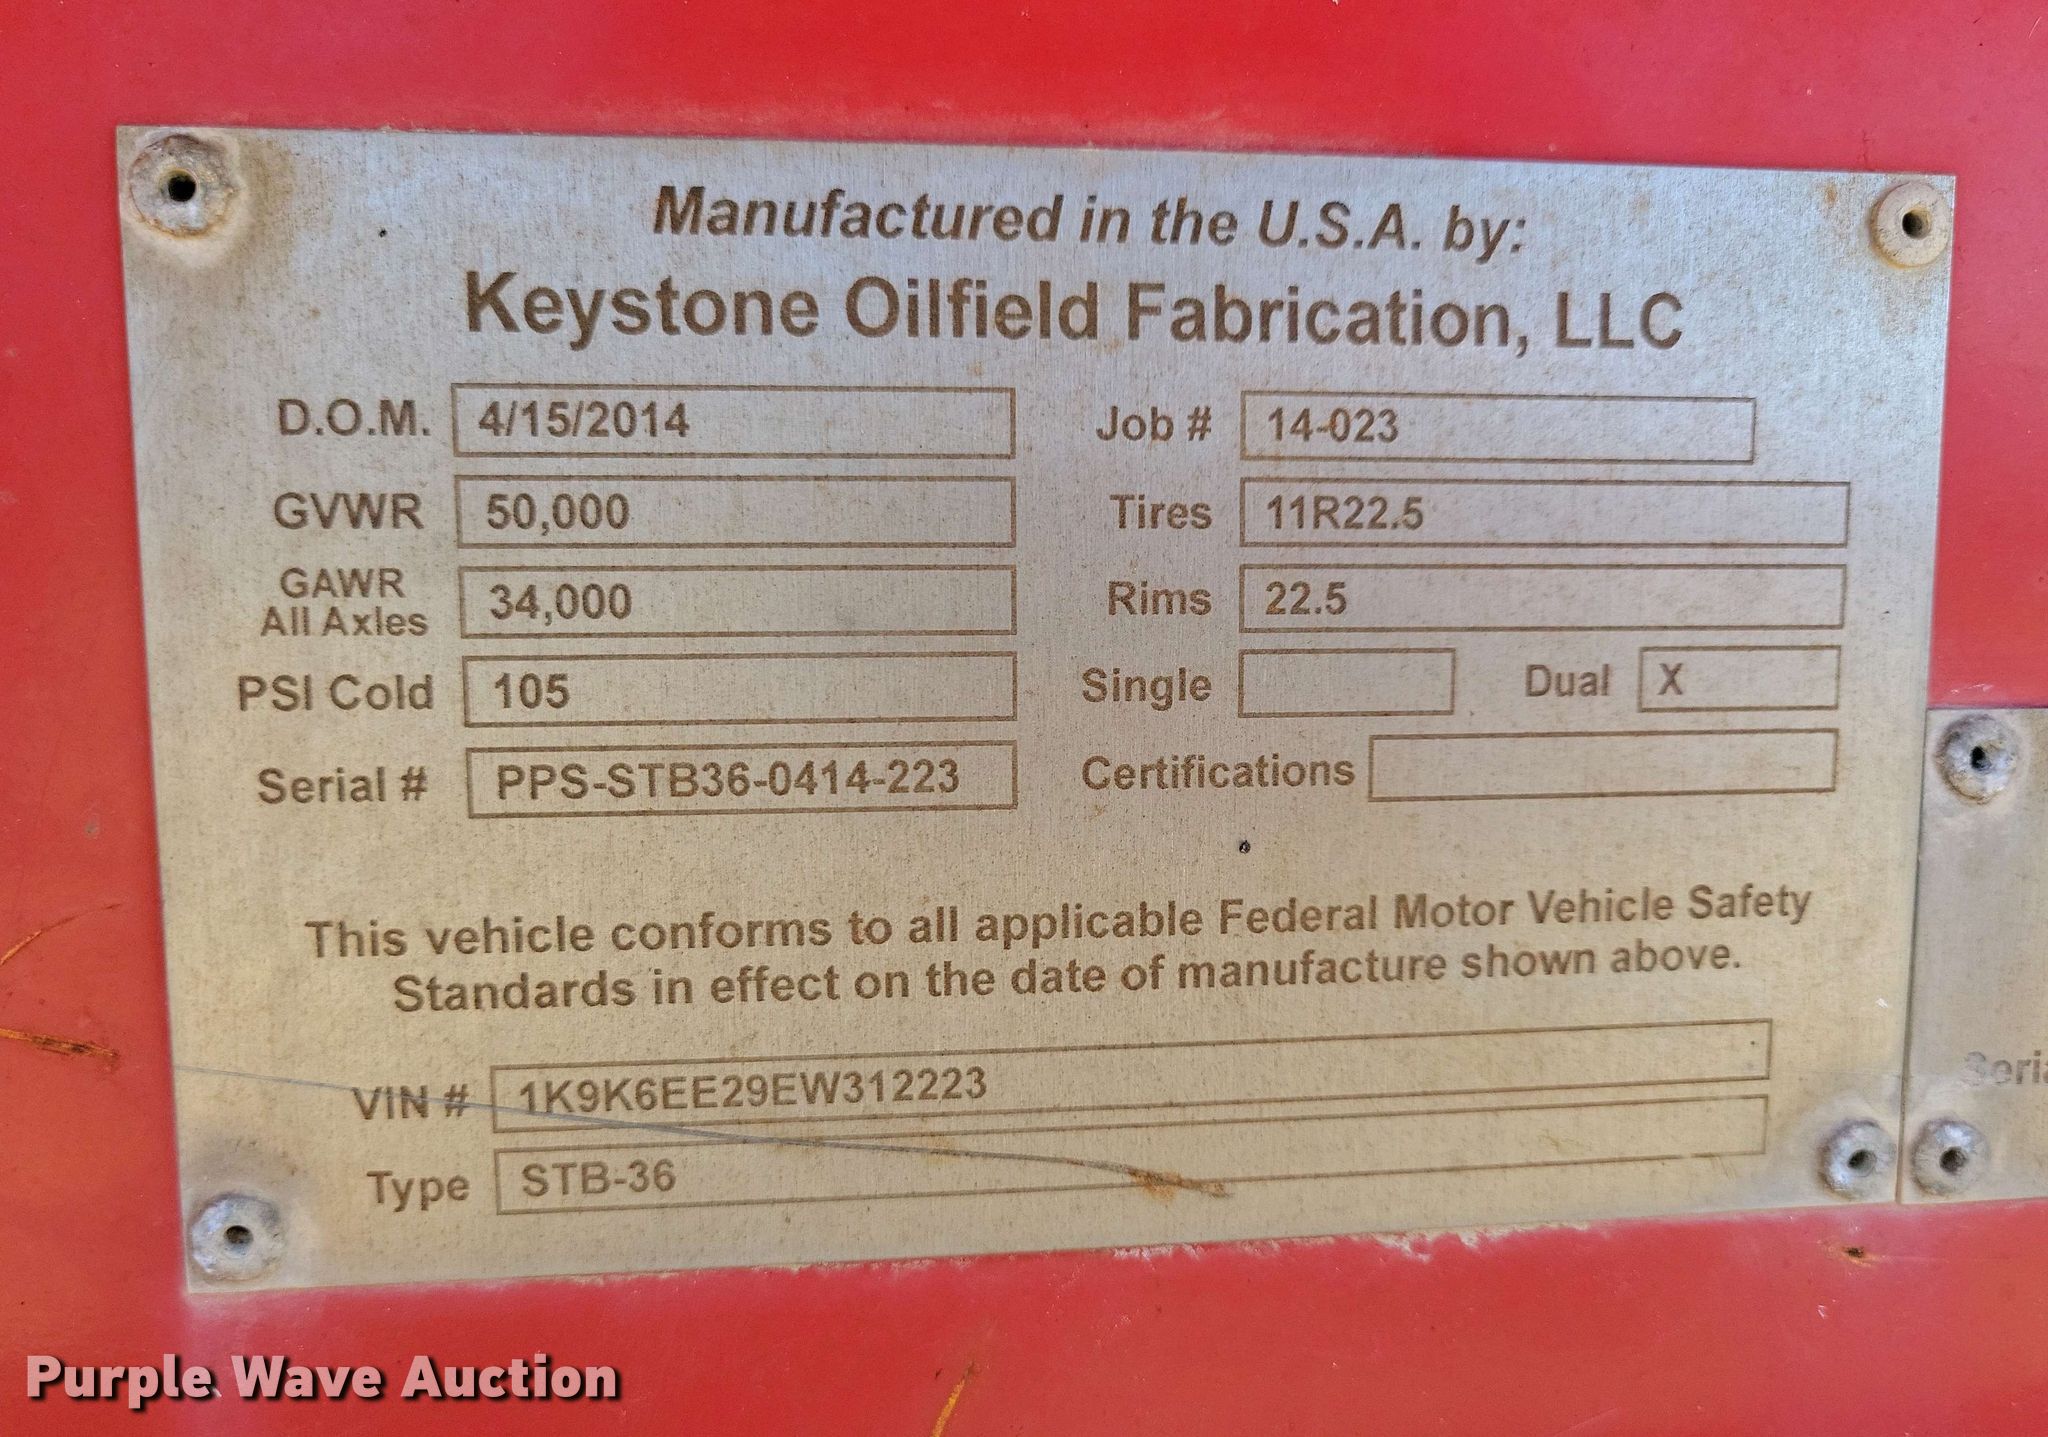 Manufactured in the U.S.A. by:
Keystone Oilfield Fabrication, LLC
D.O.M. 4/15/2014 Job # 14-023
GVWR 50,000 Tires 11R22.5
GAWR
All Axles 34,000 Rims 22.5
PSI Cold 105 Single Dual X
Serial # PPS-STB36-0414-223 Certifications
This vehicle conforms to all applicable Federal Motor Vehicle Safety
Standards in effect on the date of manufacture shown above.
VIN # 1K9K6EE29EW312223
Type STB-36
Purple Wave Auction